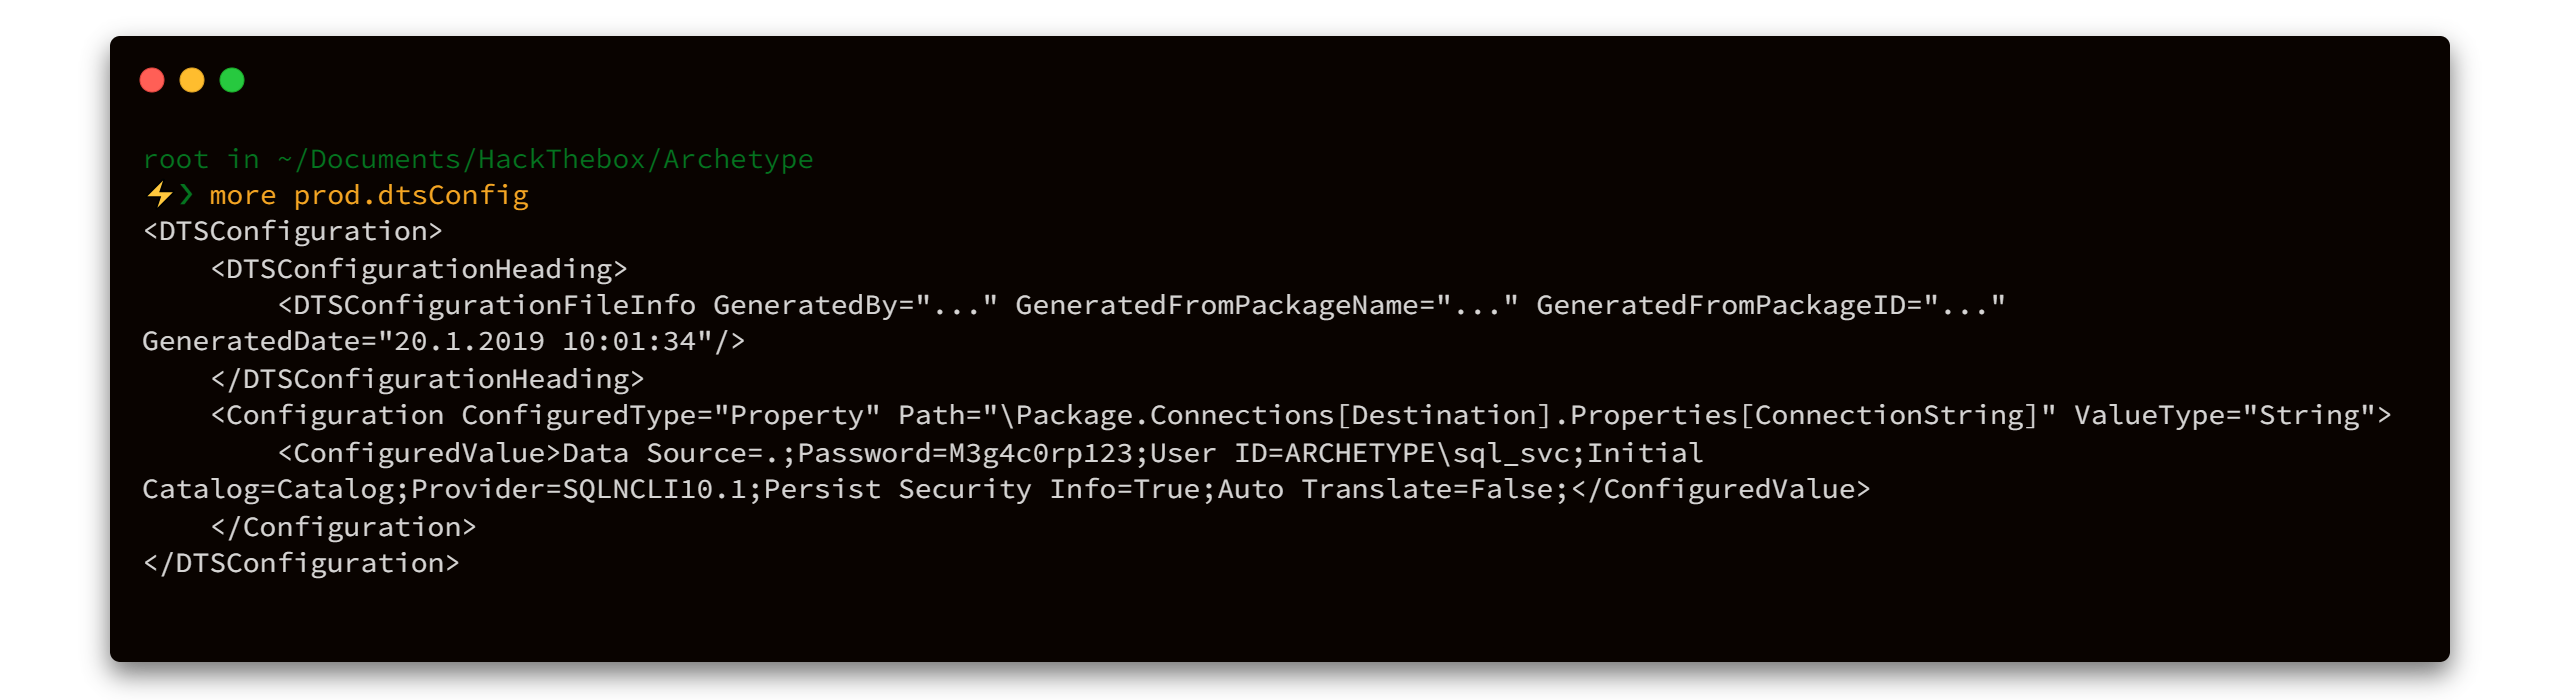 root in ~/Documents/HackThebox/Archetype
⚡❯ more prod.dtsConfig
<DTSConfiguration>
    <DTSConfigurationHeading>
        <DTSConfigurationFileInfo GeneratedBy="..." GeneratedFromPackageName="..." GeneratedFromPackageID="..."
GeneratedDate="20.1.2019 10:01:34"/>
    </DTSConfigurationHeading>
    <Configuration ConfiguredType="Property" Path="\Package.Connections[Destination].Properties[ConnectionString]" ValueType="String">
        <ConfiguredValue>Data Source=.;Password=M3g4c0rp123;User ID=ARCHETYPE\sql_svc;Initial
Catalog=Catalog;Provider=SQLNCLI10.1;Persist Security Info=True;Auto Translate=False;</ConfiguredValue>
    </Configuration>
</DTSConfiguration>